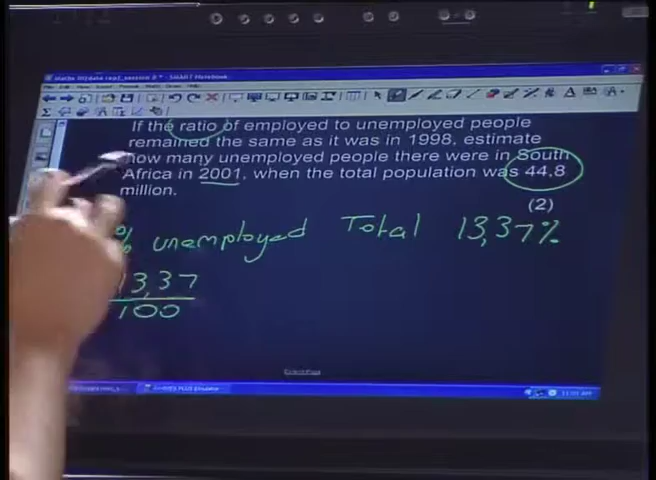 If the ratio of employed to unemployed people
remained the same as it was in 1998, estimate
how many unemployed people there were in South
Africa in 2001, when the total population was 44.8
million.
(2)
% unemployed Total 13,37%
13,37
100